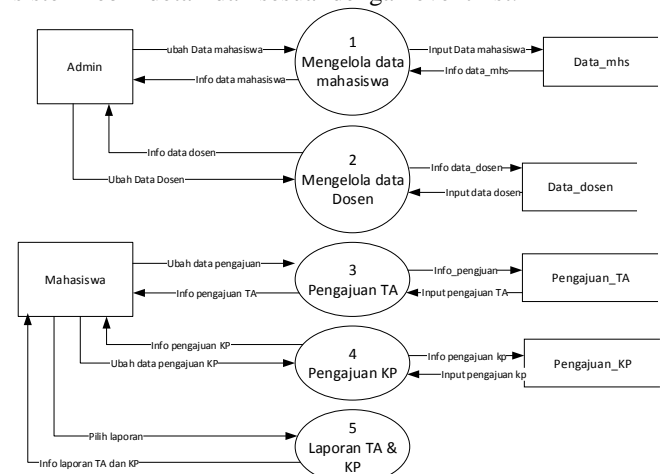 1
ubah Data mahasiswa
Input Data mahasiswa
Admin
Mengelola data
mahasiswa
Data_mhs
Info data mahasiswa
Info data_mhs
Info data dosen
2
Mengelola data
Dosen
Info data_dosen
Ubah Data Dosen
Input data dosen
Data_dosen
Ubah data pengajuan
3
Pengajuan TA
Info_pengjuan
Mahasiswa
Info pengajuan TA
Input pengajuan TA
Pengajuan_TA
Info pengajuan KP
4
Pengajuan KP
Info pengajuan kp
Ubah data pengajuan KP
Input pengajuan kp
Pengajuan_KP
Pilih laporan
5
Laporan TA &
KP
Info laporan TA dan KP